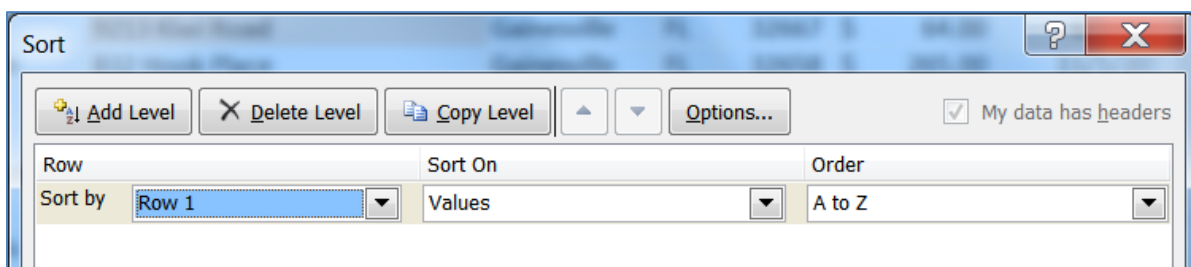 Sort
Add Level Delete Level Copy Level Options... My data has headers
Row Sort On Order
Sort by Row 1 Values A to Z